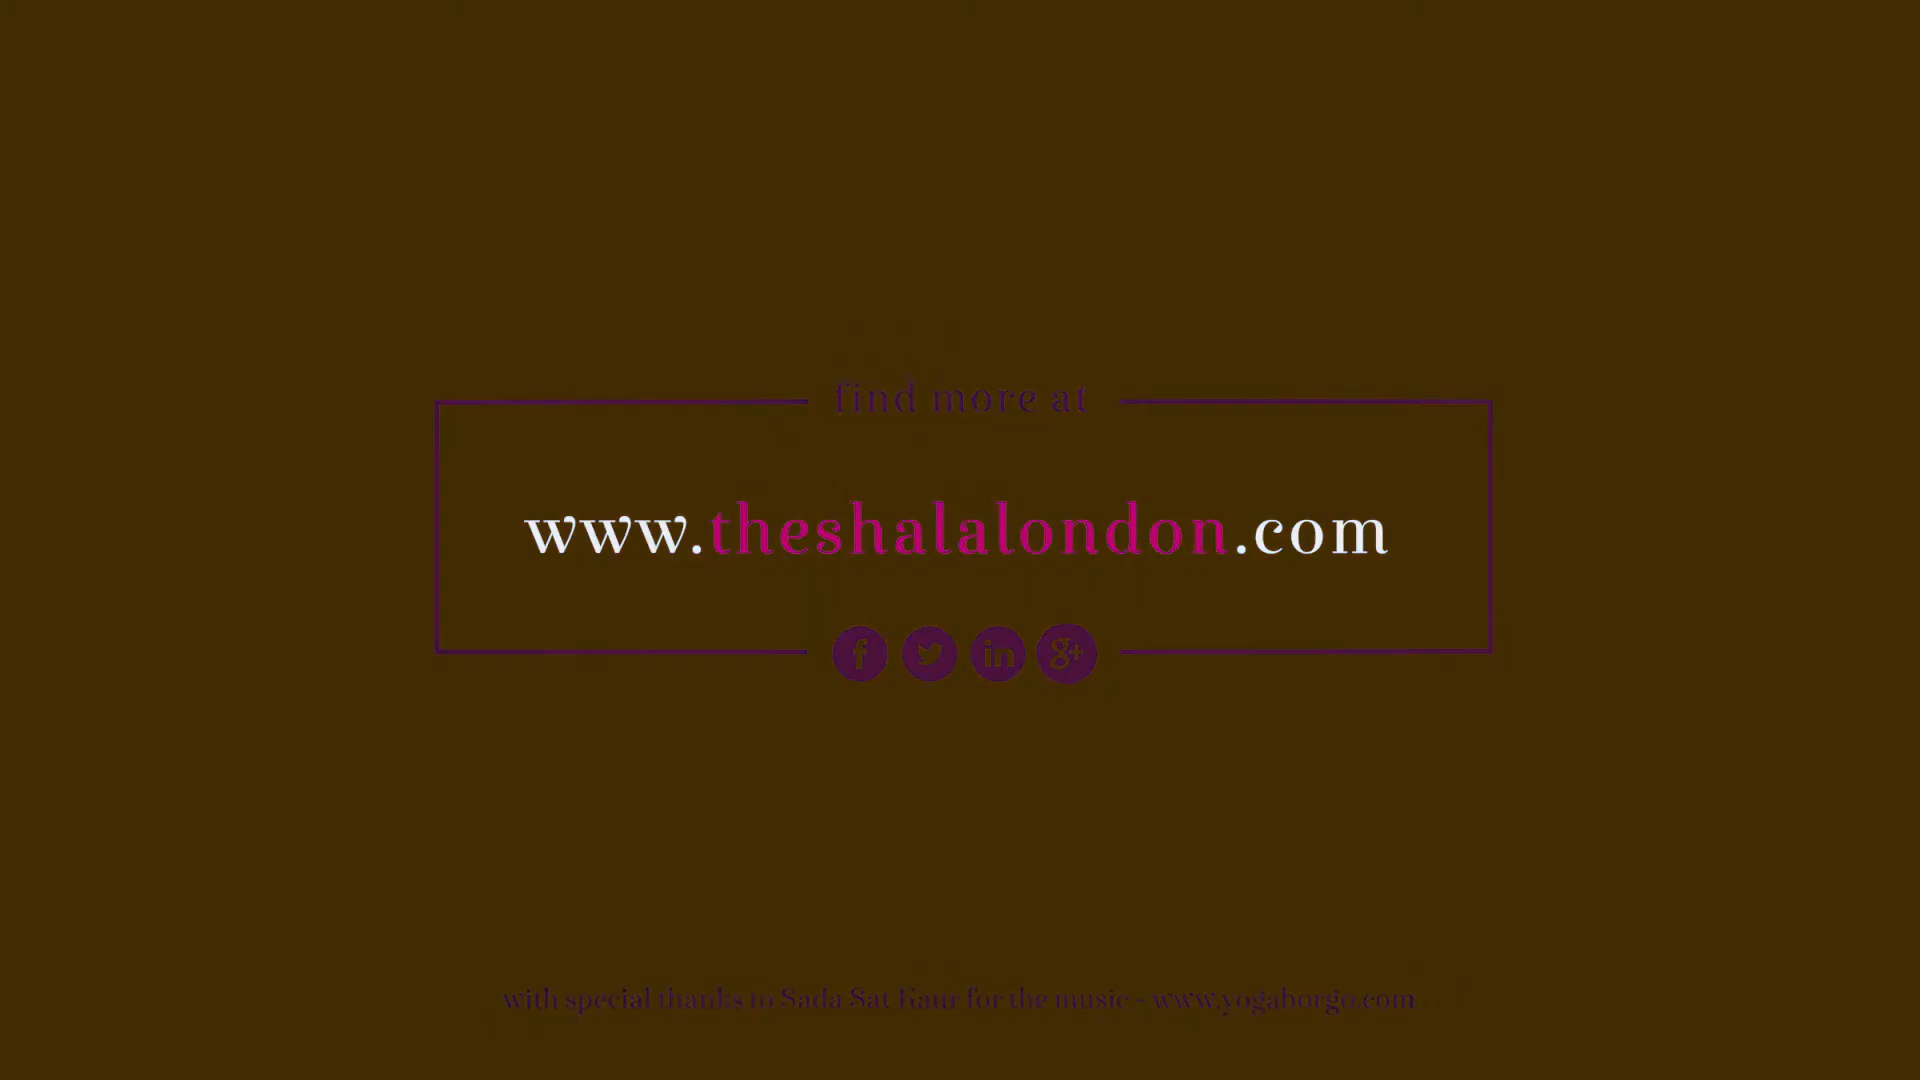 find more at
www.theshalalondon.com
f in g+
with special thanks to Sada Sat Kaur for the music - www.yogaborgo.com